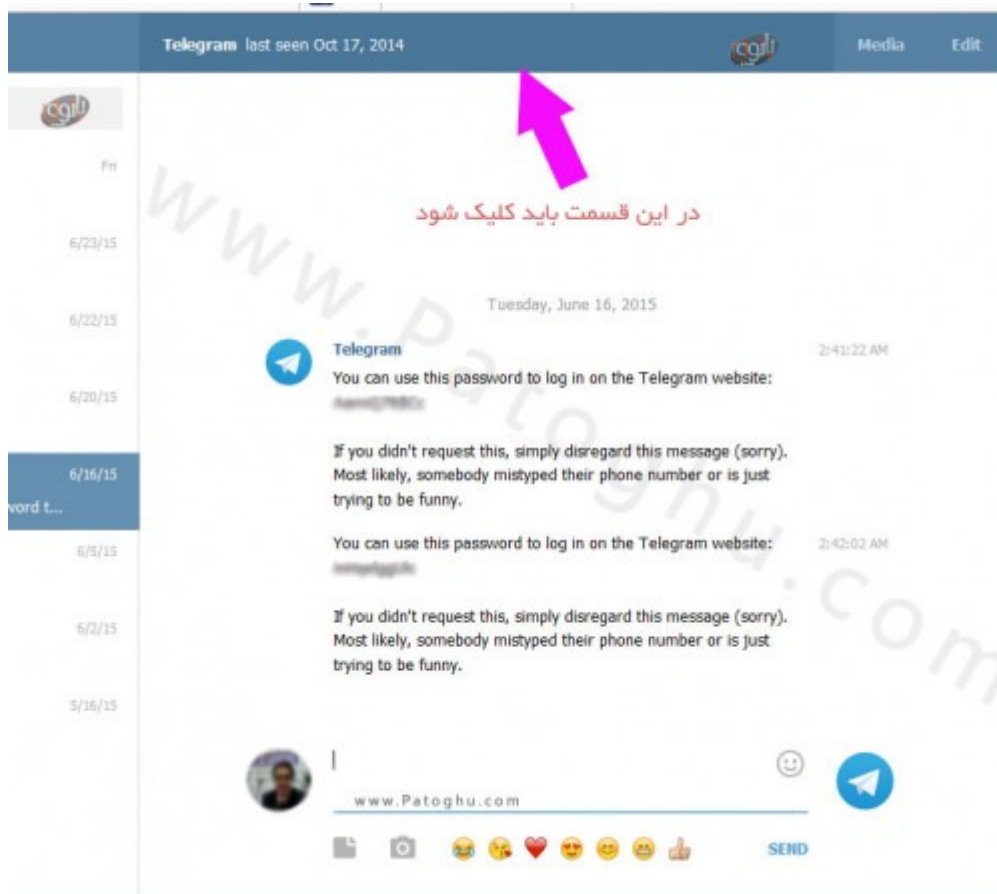 Telegram last seen Oct 17, 2014
Media
Edit
Fri
در این قسمت باید کلیک شود
6/23/15
Tuesday, June 16, 2015
6/22/15
Telegram
2:41:22 AM
You can use this password to log in on the Telegram website:
6/20/15
If you didn't request this, simply disregard this message (sorry).
Most likely, somebody mistyped their phone number or is just
trying to be funny.
6/16/15
word t...
You can use this password to log in on the Telegram website:
2:42:02 AM
6/5/15
If you didn't request this, simply disregard this message (sorry).
Most likely, somebody mistyped their phone number or is just
trying to be funny.
6/2/15
5/16/15
www.Patoghu.com
SEND
www.Patoghu.com